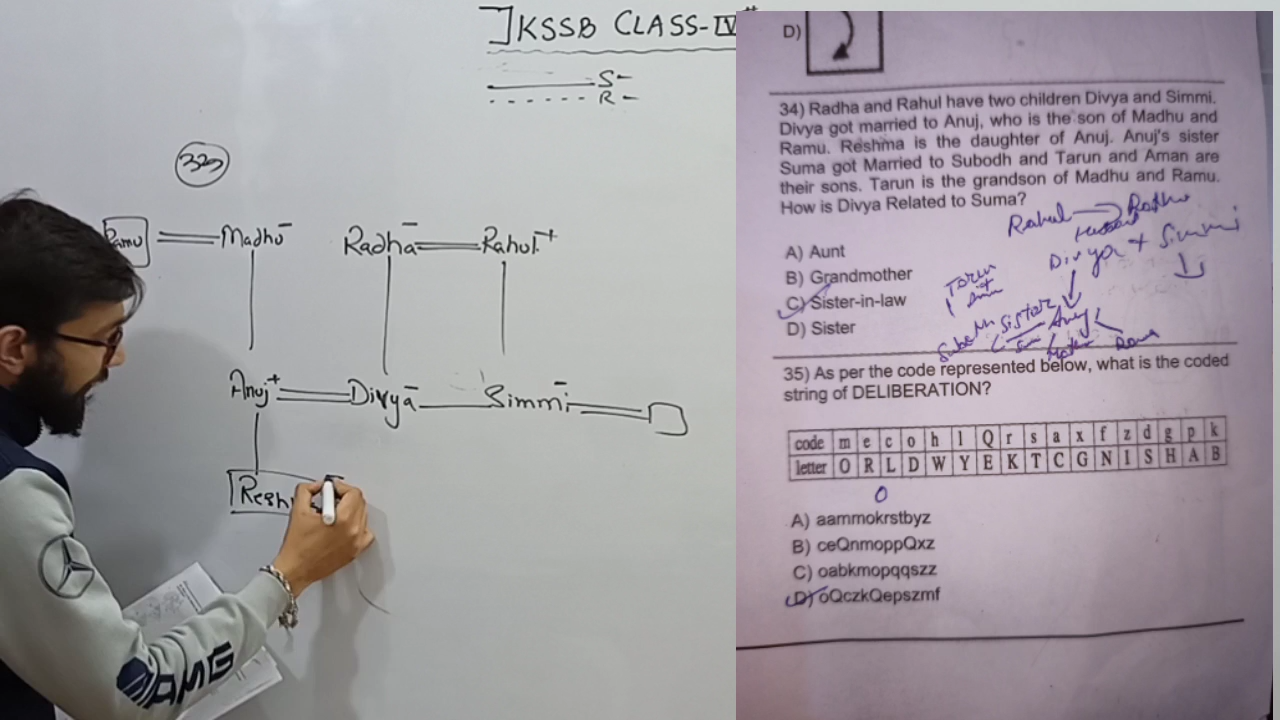 JKSSB CLASS-IV
S-
R-
Ramu Madhu-
Radha- Rahul+
Anuj+ Divya- Simmi-
Resh
AMG
D)
34) Radha and Rahul have two children Divya and Simmi.
Divya got married to Anuj, who is the son of Madhu and
Ramu. Reshma is the daughter of Anuj. Anuj's sister
Suma got Married to Subodh and Tarun and Aman are
their sons. Tarun is the grandson of Madhu and Ramu.
How is Divya Related to Suma?
Rahul Radha
Divya + Simmi
Tarun
Sister Anuj
A) Aunt
B) Grandmother
C) Sister-in-law
D) Sister
35) As per the code represented below, what is the coded
string of DELIBERATION?
code m e c o h l Q r s a x f z d g p k
letter O R L D W Y E K T C G N I S H A B
A) aammokrstbyz
B) ceQnmoppQxz
C) oabkmopqqszz
D) oQczkQepszmf